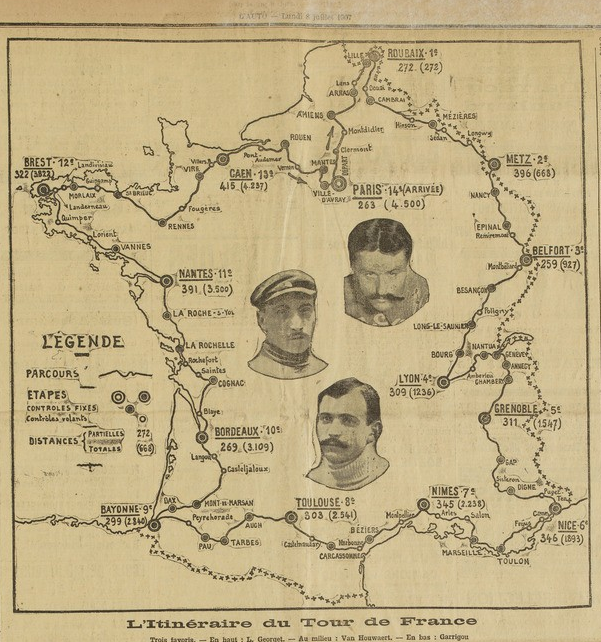 L'AUTO — Lundi 8 juillet 1907
LILLE
ROUBAIX · 1e
272 (272)
Lens
Douai
ARRAS
CAMBRAI
AMIENS
MÉZIÈRES
Hirson
Sedan
Longwy
Montdidier
Clermont
ROUEN
Pont-Audemer
Vernon
MANTES
DÉPART
VILLE D'AVRAY
PARIS · 14e (ARRIVÉE)
263 (4.500)
METZ · 2e
396 (668)
BREST · 12e
322 (3822)
Landivisiau
Guingamp
MORLAIX
Landerneau
St BRIEUC
Quimper
Lorient
VANNES
Villers
VIRE
CAEN · 13e
415 (4.237)
Fougères
RENNES
NANCY
EPINAL
Remiremont
BELFORT · 3e
259 (927)
Montbéliard
BESANÇON
Poligny
LONG-LE-SAUNIER
NANTES · 11e
391 (3.500)
LA ROCHE-S-YON
LA ROCHELLE
Rochefort
Saintes
COGNAC
Blaye
BOURG
NANTUA
GENÈVE
ANNECY
Ambérieu
CHAMBERY
LYON · 4e
309 (1236)
LÉGENDE
PARCOURS
ETAPES
CONTROLES FIXES
Contrôles volants
DISTANCES
PARTIELLES 272
TOTALES (668)
GRENOBLE · 5e
311 (1.547)
BORDEAUX · 10e
269 (3.109)
Langon
Casteljaloux
GAP
Sisteron
DIGNE
Puget
Cannes
Fréjus
NICE · 6e
346 (1893)
TOULON
MARSEILLE
Salon
Arles
NIMES · 7e
345 (2.238)
Montpellier
BÉZIERS
Narbonne
CARCASSONNE
Castelnaudary
TOULOUSE · 8e
303 (2.541)
AUCH
MONT-DE-MARSAN
DAX
Peyrehorade
BAYONNE · 9e
299 (2840)
PAU
TARBES
L'Itinéraire du Tour de France
Trois favoris. — En haut : L. Georget. — Au milieu : Van Houwaert. — En bas : Garrigou